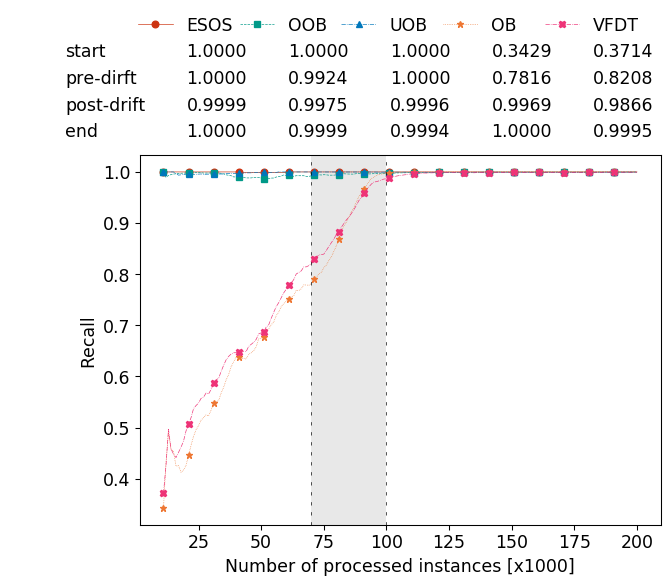 ESOS OOB UOB OB VFDT
start 1.0000 1.0000 1.0000 0.3429 0.3714
pre-dirft 1.0000 0.9924 1.0000 0.7816 0.8208
post-drift 0.9999 0.9975 0.9996 0.9969 0.9866
end 1.0000 0.9999 0.9994 1.0000 0.9995
1.0
0.9
0.8
0.7
0.6
0.5
0.4
Recall
25 50 75 100 125 150 175 200
Number of processed instances [x1000]